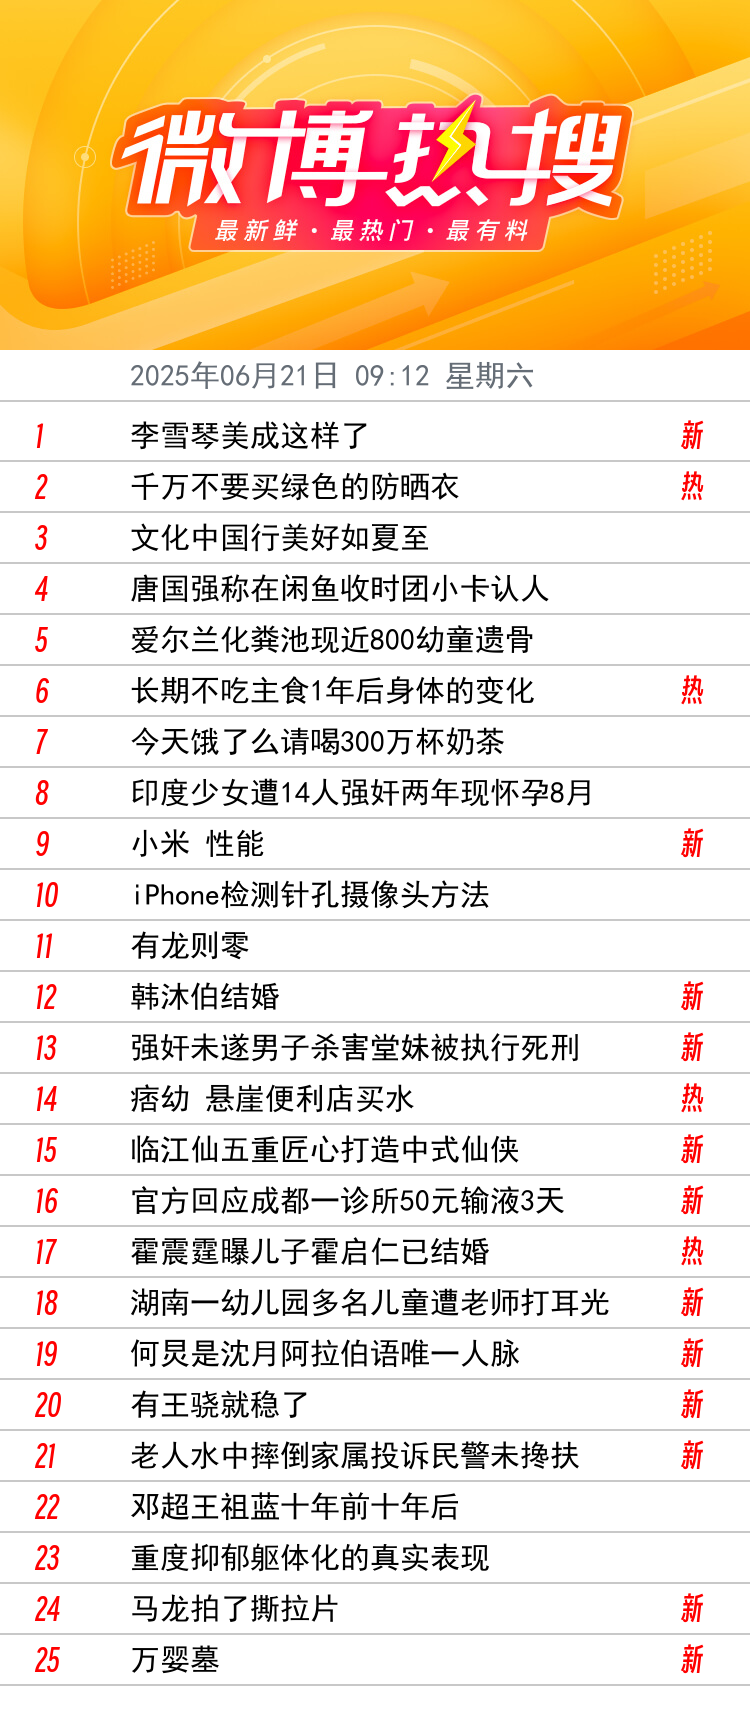 微博热搜
最新鲜·最热门·最有料
2025年06月21日 09:12 星期六
1 李雪琴美成这样了 新
2 千万不要买绿色的防晒衣 热
3 文化中国行美好如夏至
4 唐国强称在闲鱼收时团小卡认人
5 爱尔兰化粪池现近800幼童遗骨
6 长期不吃主食1年后身体的变化 热
7 今天饿了么请喝300万杯奶茶
8 印度少女遭14人强奸两年现怀孕8月
9 小米 性能 新
10 iPhone检测针孔摄像头方法
11 有龙则零
12 韩沐伯结婚 新
13 强奸未遂男子杀害堂妹被执行死刑 新
14 痞幼 悬崖便利店买水 热
15 临江仙五重匠心打造中式仙侠 新
16 官方回应成都一诊所50元输液3天 新
17 霍震霆曝儿子霍启仁已结婚 热
18 湖南一幼儿园多名儿童遭老师打耳光 新
19 何炅是沈月阿拉伯语唯一人脉 新
20 有王骁就稳了 新
21 老人水中摔倒家属投诉民警未搀扶 新
22 邓超王祖蓝十年前十年后
23 重度抑郁躯体化的真实表现
24 马龙拍了撕拉片 新
25 万婴墓 新